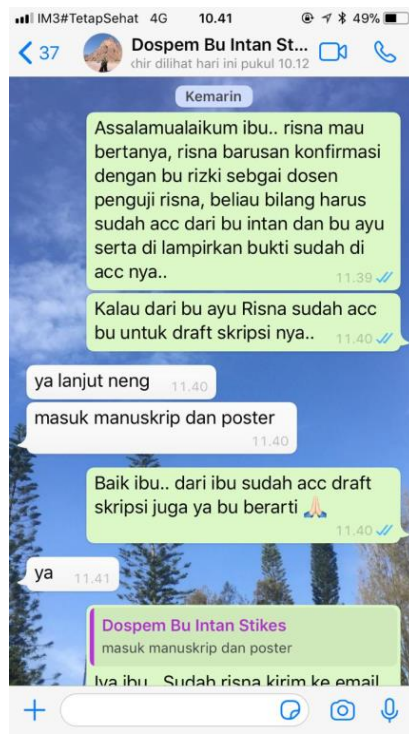 IM3#TetapSehat 4G 10.41 49%
37 Dospem Bu Intan St...
khir dilihat hari ini pukul 10.12
Kemarin
Assalamualaikum ibu.. risna mau
bertanya, risna barusan konfirmasi
dengan bu rizki sebgai dosen
penguji risna, beliau bilang harus
sudah acc dari bu intan dan bu ayu
serta di lampirkan bukti sudah di
acc nya..
11.39
Kalau dari bu ayu Risna sudah acc
bu untuk draft skripsi nya.. 11.40
ya lanjut neng 11.40
masuk manuskrip dan poster
11.40
Baik ibu.. dari ibu sudah acc draft
skripsi juga ya bu berarti 🙏🏻
11.40
ya 11.41
Dospem Bu Intan Stikes
masuk manuskrip dan poster
Iya ibu.. Sudah risna kirim ke email